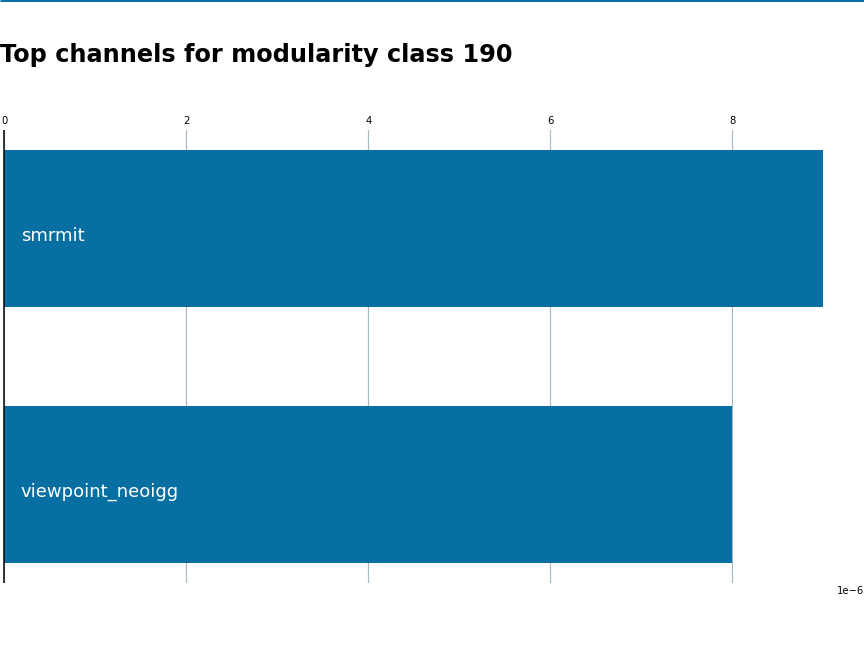 Top channels for modularity class 190
0 2 4 6 8
smrmit
viewpoint_neoigg
1e−6